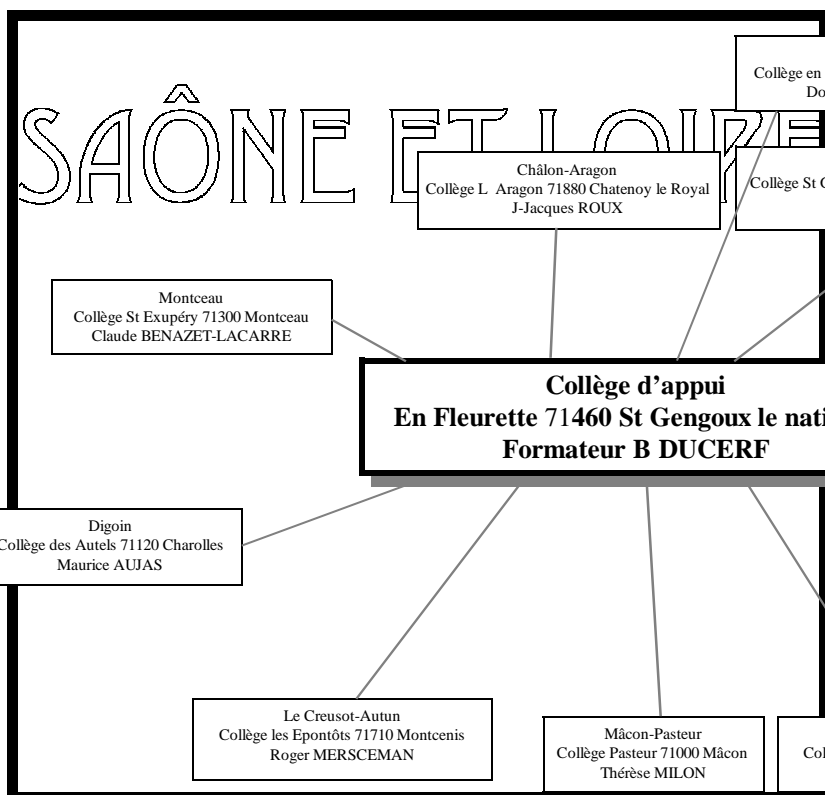 SAÔNE ET LOIRE
Collège en
Do
Châlon-Aragon
Collège L Aragon 71880 Chatenoy le Royal
J-Jacques ROUX
Collège St
Montceau
Collège St Exupéry 71300 Montceau
Claude BENAZET-LACARRE
Collège d'appui
En Fleurette 71460 St Gengoux le nati
Formateur B DUCERF
Digoin
Collège des Autels 71120 Charolles
Maurice AUJAS
Le Creusot-Autun
Collège les Epontôts 71710 Montcenis
Roger MERSCEMAN
Mâcon-Pasteur
Collège Pasteur 71000 Mâcon
Thérèse MILON
Col